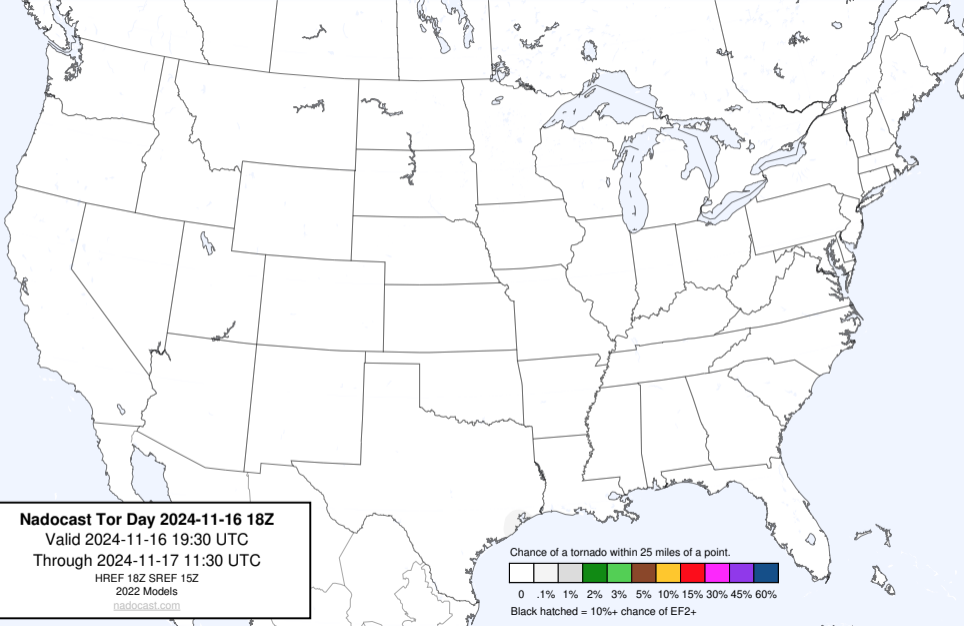 Nadocast Tor Day 2024-11-16 18Z
Valid 2024-11-16 19:30 UTC
Through 2024-11-17 11:30 UTC
HREF 18Z SREF 15Z
2022 Models
nadocast.com
Chance of a tornado within 25 miles of a point.
0 .1% 1% 2% 3% 5% 10% 15% 30% 45% 60%
Black hatched = 10%+ chance of EF2+